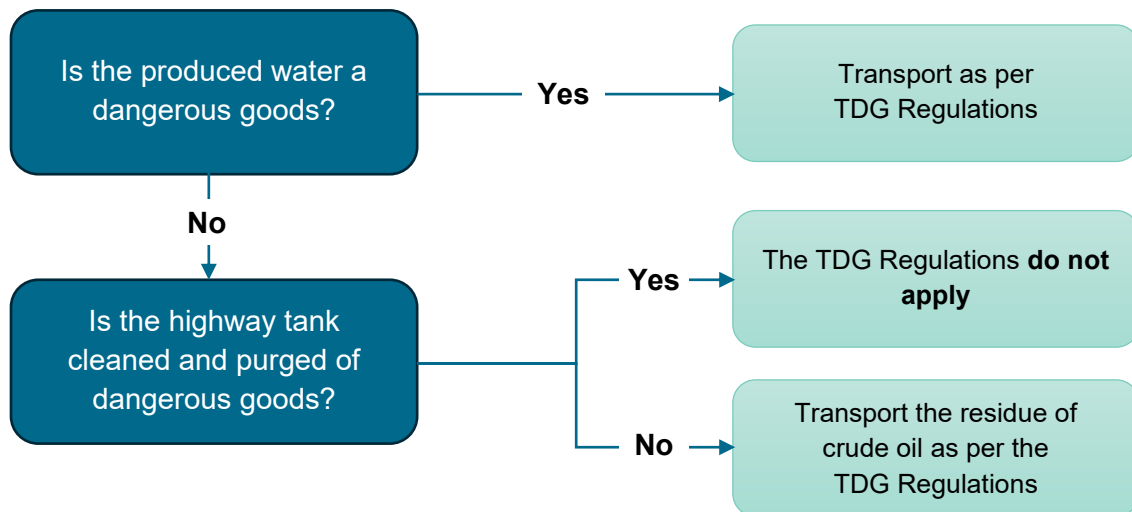 Is the produced water a
dangerous goods?
Yes
Transport as per
TDG Regulations
No
Is the highway tank
cleaned and purged of
dangerous goods?
Yes
The TDG Regulations do not
apply
No
Transport the residue of
crude oil as per the
TDG Regulations